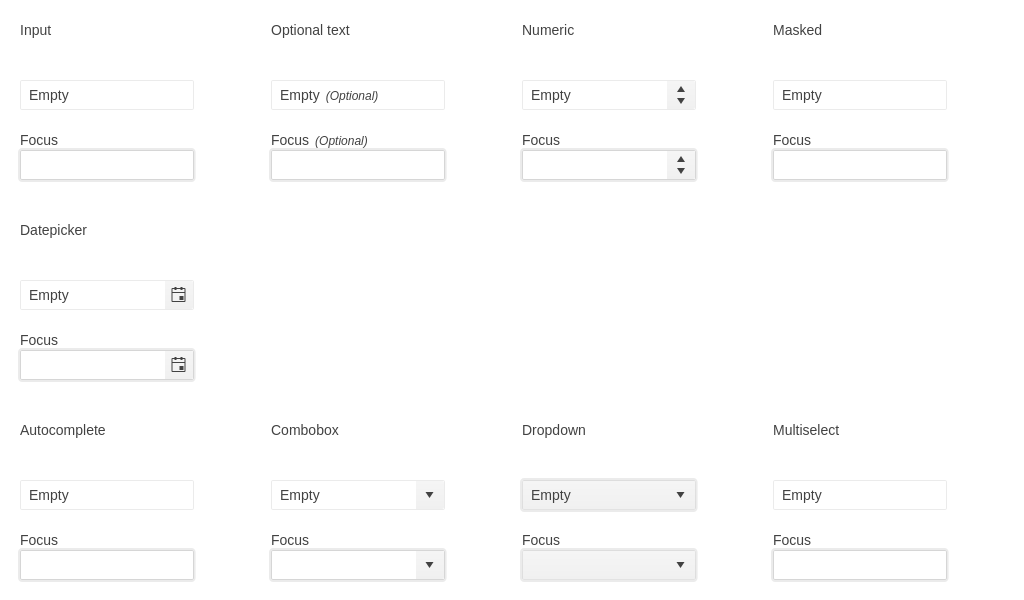 Input
Optional text
Numeric
Masked
Empty
Empty (Optional)
Empty
Empty
Focus
Focus (Optional)
Focus
Focus
Datepicker
Empty
Focus
Autocomplete
Combobox
Dropdown
Multiselect
Empty
Empty
Empty
Empty
Focus
Focus
Focus
Focus